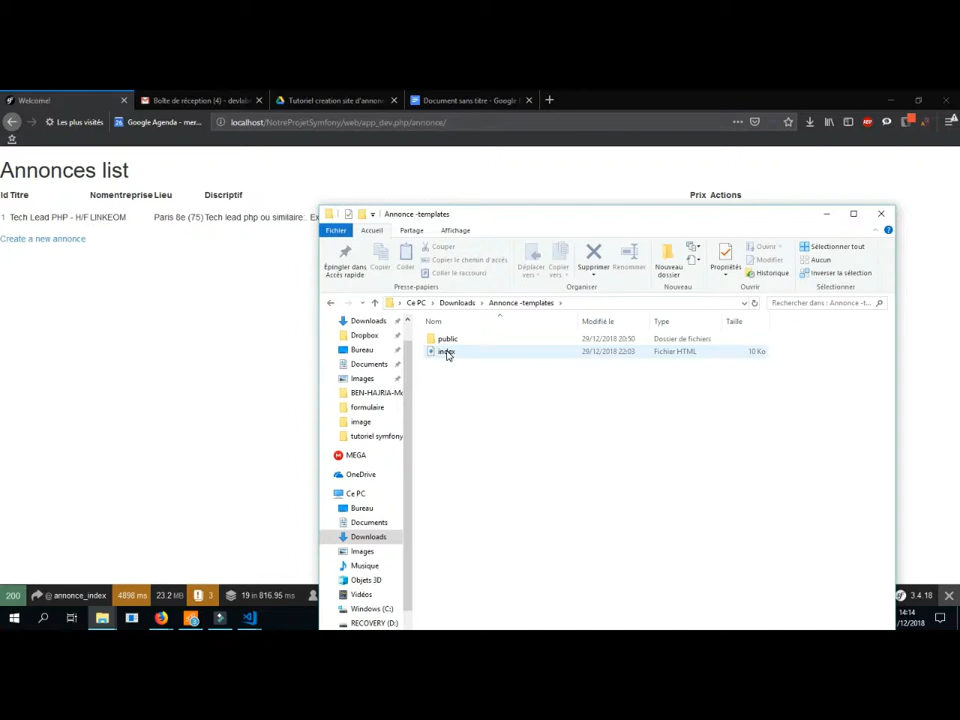 Welcome!
Boîte de réception (4) - devlab
Tutoriel creation site d'annon
Document sans titre - Google
Les plus visités
Google Agenda - mer...
localhost/NotreProjetSymfony/web/app_dev.php/annonce/
Annonces list
Id Titre Nomentreprise Lieu Descriptif Prix Actions
1 Tech Lead PHP - H/F LINKEOM Paris 8e (75) Tech lead php ou similaire:. Ex
Create a new annonce
Annonce -templates
Fichier Accueil Partage Affichage
Épingler dans Accès rapide
Copier
Coller
Couper
Copier le chemin d'accès
Coller le raccourci
Presse-papiers
Déplacer vers
Copier vers
Supprimer
Renommer
Organiser
Nouveau dossier
Nouveau
Propriétés
Ouvrir
Modifier
Historique
Ouvrir
Sélectionner tout
Aucun
Inverser la sélection
Sélectionner
Ce PC > Downloads > Annonce -templates >
Rechercher dans : Annonce -t...
Nom Modifié le Type Taille
public 29/12/2018 20:50 Dossier de fichiers
index 29/12/2018 22:03 Fichier HTML 10 Ko
Downloads
Dropbox
Bureau
Documents
Images
BEN-HAJRIA-Mo
formulaire
image
tutoriel symfony
MEGA
OneDrive
Ce PC
Bureau
Documents
Downloads
Images
Musique
Objets 3D
Vidéos
Windows (C:)
RECOVERY (D:)
200 @ annonce_index 4898 ms 23.2 MB 3 19 in 816.95 ms
3.4.18
14:14
/12/2018